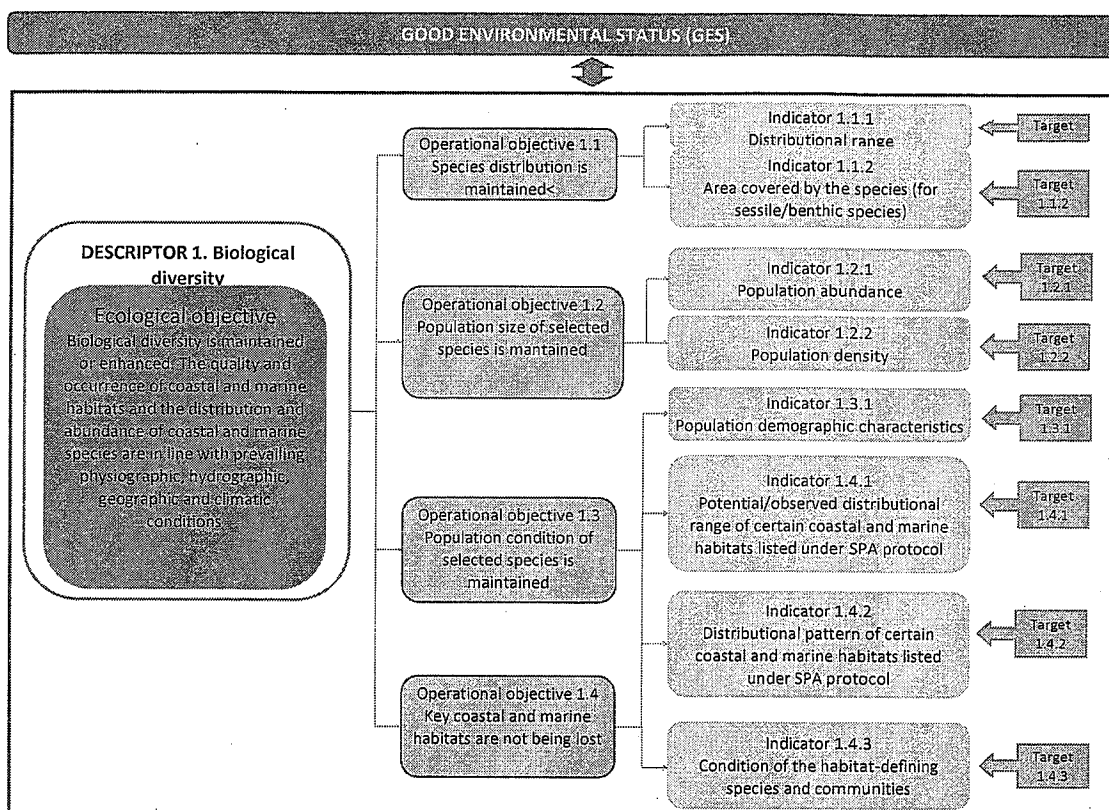 GOOD ENVIRONMENTAL STATUS (GES)
DESCRIPTOR 1. Biological
diversity
Ecological objective
Biological diversity is maintained
or enhanced. The quality and
occurrence of coastal and marine
habitats and the distribution and
abundance of coastal and marine
species are in line with prevailing
physiographic, hydrographic,
geographic and climatic
conditions
Operational objective 1.1
Species distribution is
maintained<
Operational objective 1.2
Population size of selected
species is mantained
Operational objective 1.3
Population condition of
selected species is
maintained
Operational objective 1.4
Key coastal and marine
habitats are not being lost
Indicator 1.1.1
Distributional range
Indicator 1.1.2
Area covered by the species (for
sessile/benthic species)
Indicator 1.2.1
Population abundance
Indicator 1.2.2
Population density
Indicator 1.3.1
Population demographic characteristics
Indicator 1.4.1
Potential/observed distributional
range of certain coastal and marine
habitats listed under SPA protocol
Indicator 1.4.2
Distributional pattern of certain
coastal and marine habitats listed
under SPA protocol
Indicator 1.4.3
Condition of the habitat-defining
species and communities
Target
Target
1.1.2
Target
1.2.1
Target
1.2.2
Target
1.3.1
Target
1.4.1
Target
1.4.2
Target
1.4.3